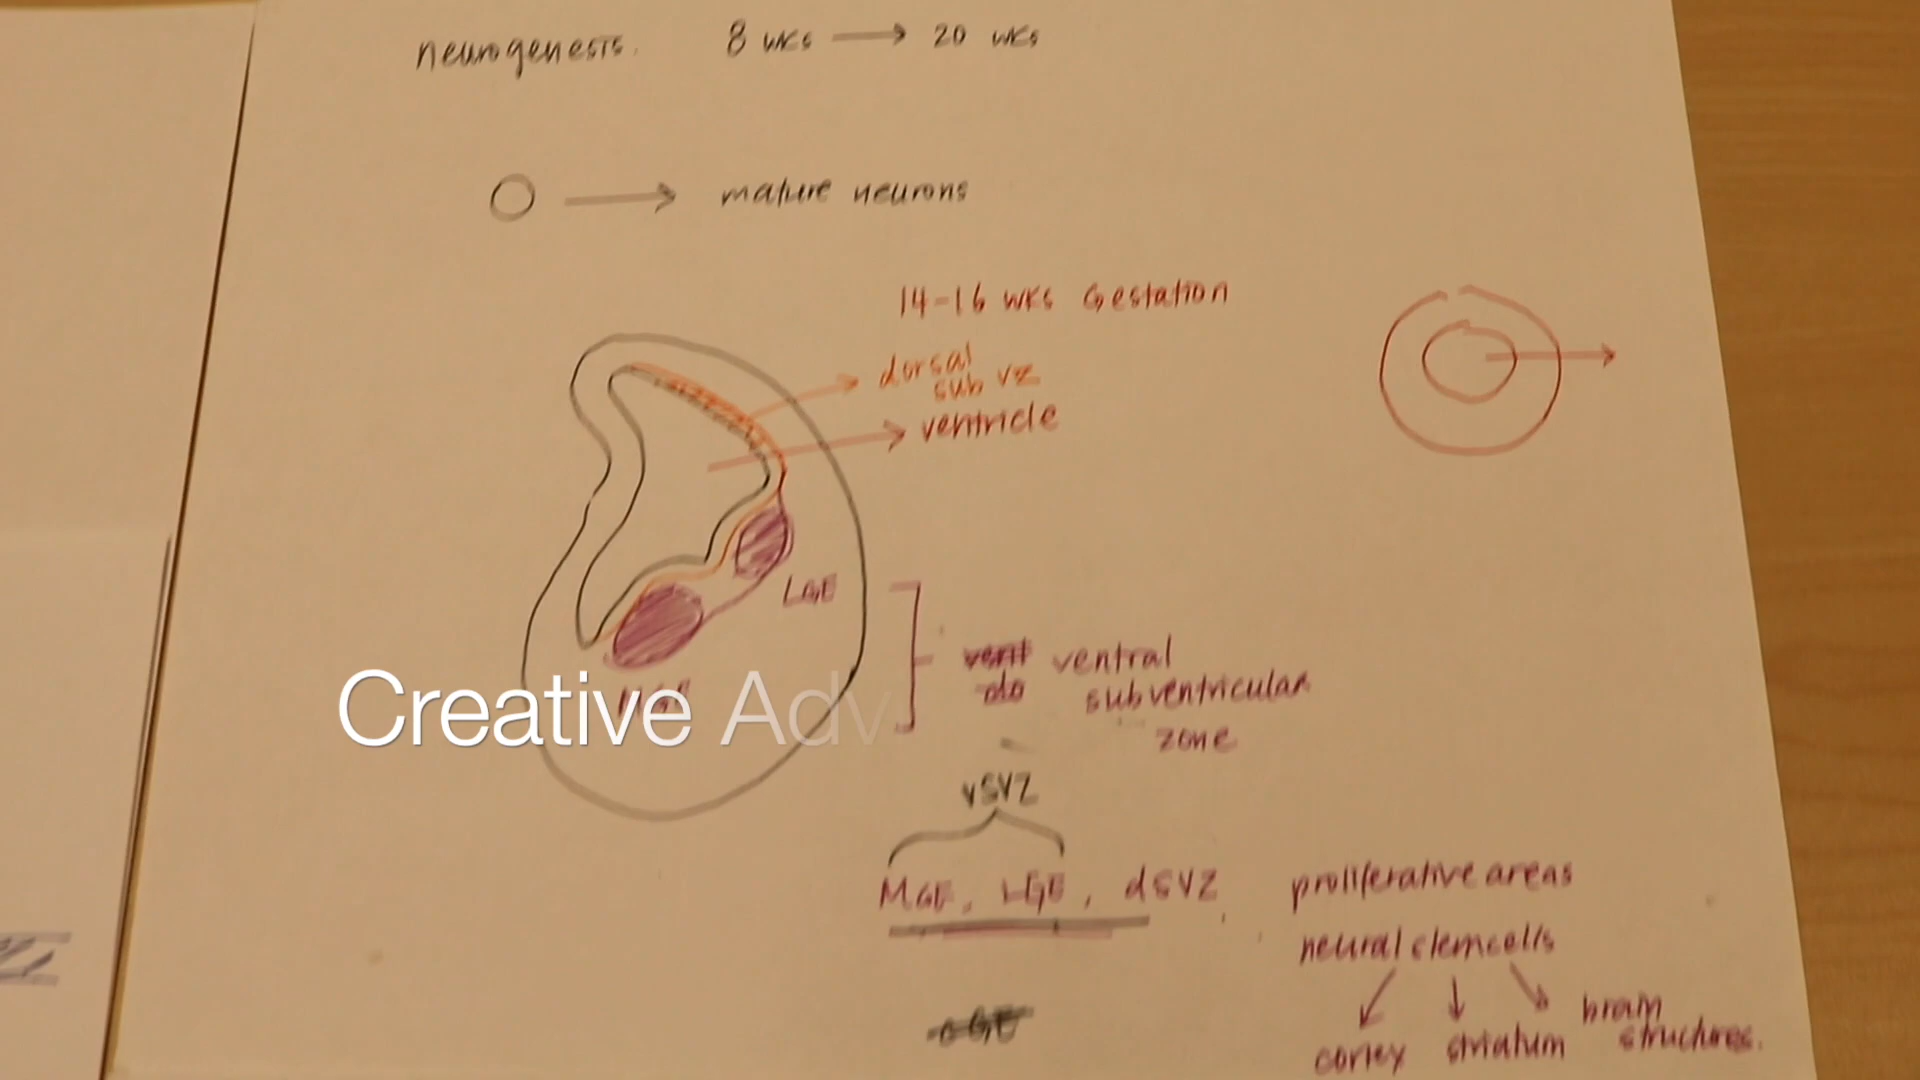 neurogenesis. 8 wks → 20 wks
→ mature neurons
14-16 wks Gestation
dorsal
sub vz
ventricle
LGE
ventral
subventricular
zone
MGE
Creative Adv
vSVZ
MGE, LGE, dSVZ
proliferative areas
neural stem cells
cortex striatum brain
structures.